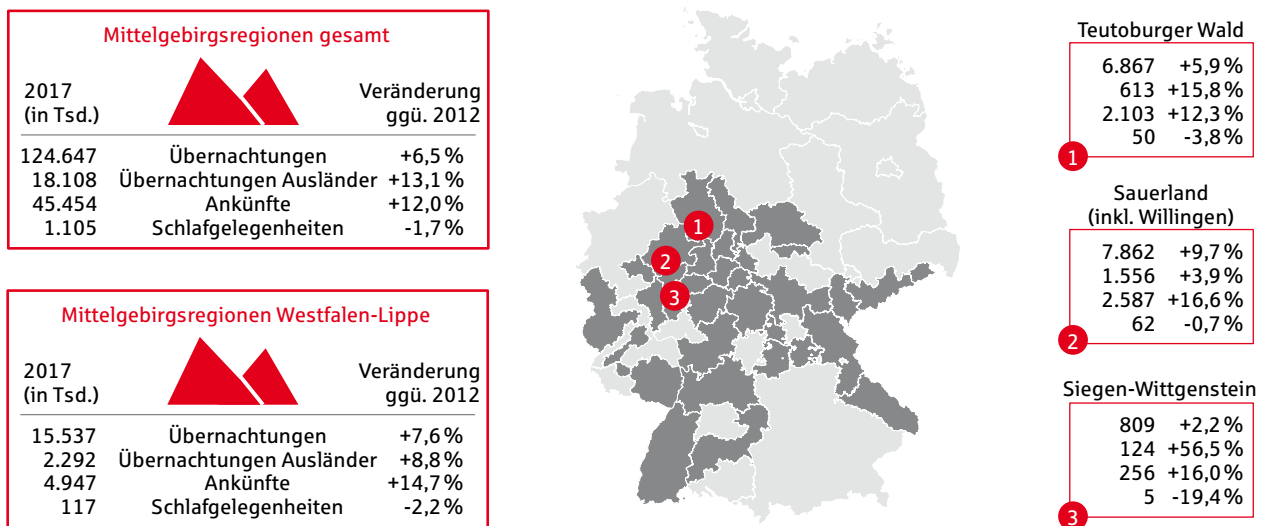 Mittelgebirgsregionen gesamt
2017 Veränderung
(in Tsd.) ggü. 2012
124.647 Übernachtungen +6,5 %
18.108 Übernachtungen Ausländer +13,1 %
45.454 Ankünfte +12,0 %
1.105 Schlafgelegenheiten -1,7 %
Mittelgebirgsregionen Westfalen-Lippe
2017 Veränderung
(in Tsd.) ggü. 2012
15.537 Übernachtungen +7,6 %
2.292 Übernachtungen Ausländer +8,8 %
4.947 Ankünfte +14,7 %
117 Schlafgelegenheiten -2,2 %
1
2
3
Teutoburger Wald
6.867 +5,9 %
613 +15,8 %
2.103 +12,3 %
50 -3,8 %
1
Sauerland
(inkl. Willingen)
7.862 +9,7 %
1.556 +3,9 %
2.587 +16,6 %
62 -0,7 %
2
Siegen-Wittgenstein
809 +2,2 %
124 +56,5 %
256 +16,0 %
5 -19,4 %
3